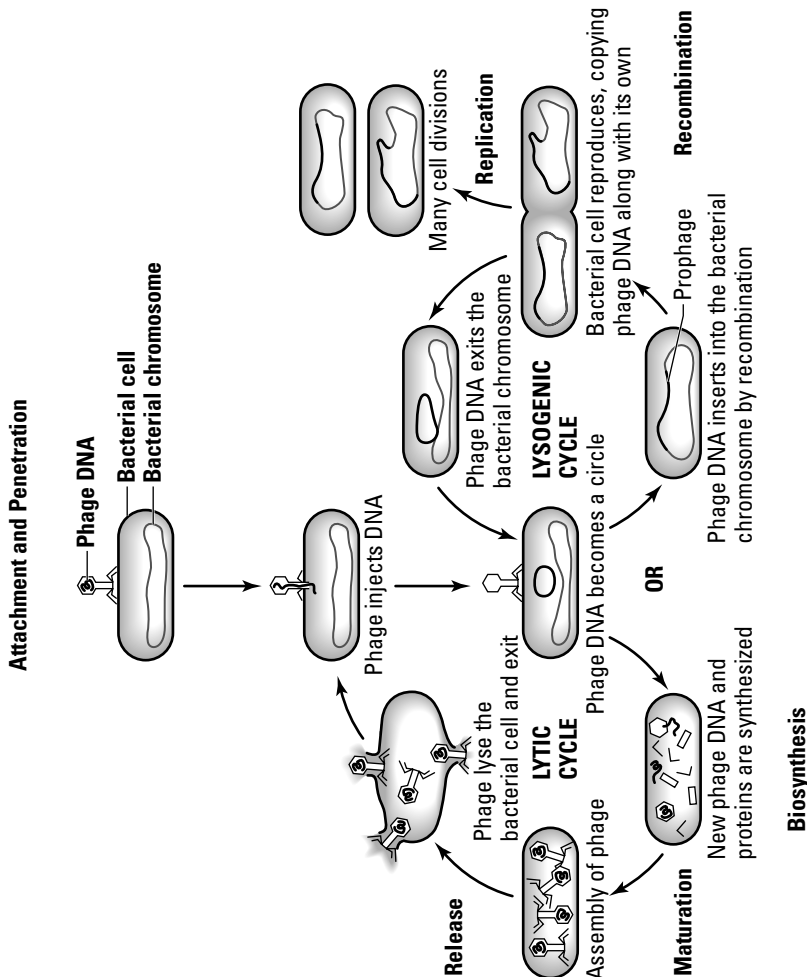 Attachment and Penetration
Phage DNA
Bacterial cell
Bacterial chromosome
Phage injects DNA
Phage lyse the
bacterial cell and exit
Release
LYTIC
CYCLE
Phage DNA becomes a circle
Phage DNA exits the
bacterial chromosome
LYSOGENIC
CYCLE
Many cell divisions
Replication
Bacterial cell reproduces, copying
phage DNA along with its own
Recombination
Assembly of phage
Maturation
OR
New phage DNA and
proteins are synthesized
Biosynthesis
Prophage
Phage DNA inserts into the bacterial
chromosome by recombination